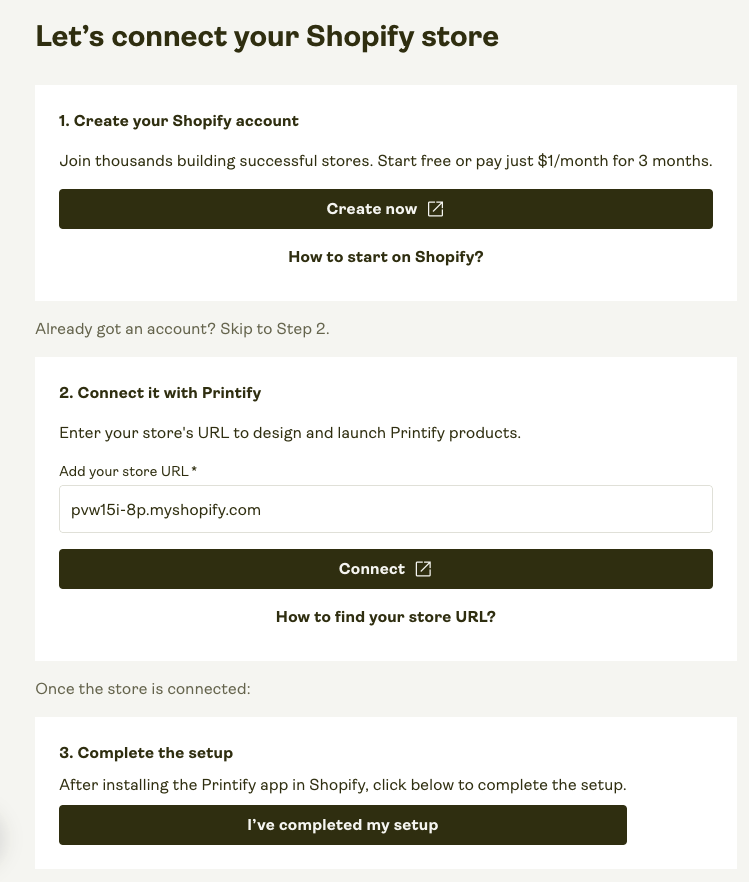 Let’s connect your Shopify store
1. Create your Shopify account
Join thousands building successful stores. Start free or pay just $1/month for 3 months.
Create now
How to start on Shopify?
Already got an account? Skip to Step 2.
2. Connect it with Printify
Enter your store's URL to design and launch Printify products.
Add your store URL *
pvw15i-8p.myshopify.com
Connect
How to find your store URL?
Once the store is connected:
3. Complete the setup
After installing the Printify app in Shopify, click below to complete the setup.
I’ve completed my setup